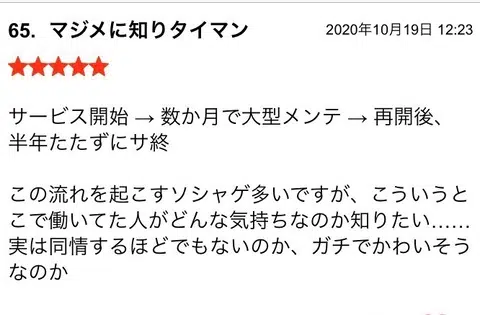 65. マジメに知りタイマン
2020年10月19日 12:23
★★★★★
サービス開始 → 数か月で大型メンテ → 再開後、
半年たたずにサ終
この流れを起こすソシャゲ多いですが、こういうと
こで働いてた人がどんな気持ちなのか知りたい……
実は同情するほどでもないのか、ガチでかわいそう
なのか